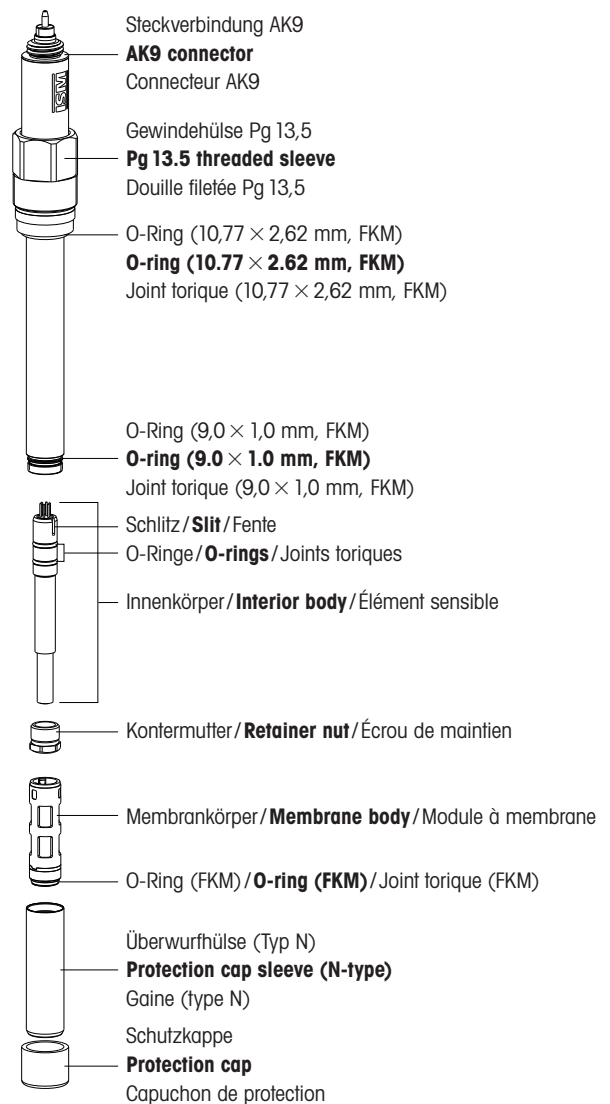 Steckverbindung AK9
AK9 connector
Connecteur AK9
ISM
Gewindehülse Pg 13,5
Pg 13.5 threaded sleeve
Douille filetée Pg 13,5
O-Ring (10,77 × 2,62 mm, FKM)
O-ring (10.77 × 2.62 mm, FKM)
Joint torique (10,77 × 2,62 mm, FKM)
O-Ring (9,0 × 1,0 mm, FKM)
O-ring (9.0 × 1.0 mm, FKM)
Joint torique (9,0 × 1,0 mm, FKM)
Schlitz / Slit / Fente
O-Ringe / O-rings / Joints toriques
Innenkörper / Interior body / Élément sensible
Kontermutter / Retainer nut / Écrou de maintien
Membrankörper / Membrane body / Module à membrane
O-Ring (FKM) / O-ring (FKM) / Joint torique (FKM)
Überwurfhülse (Typ N)
Protection cap sleeve (N-type)
Gaine (type N)
Schutzkappe
Protection cap
Capuchon de protection